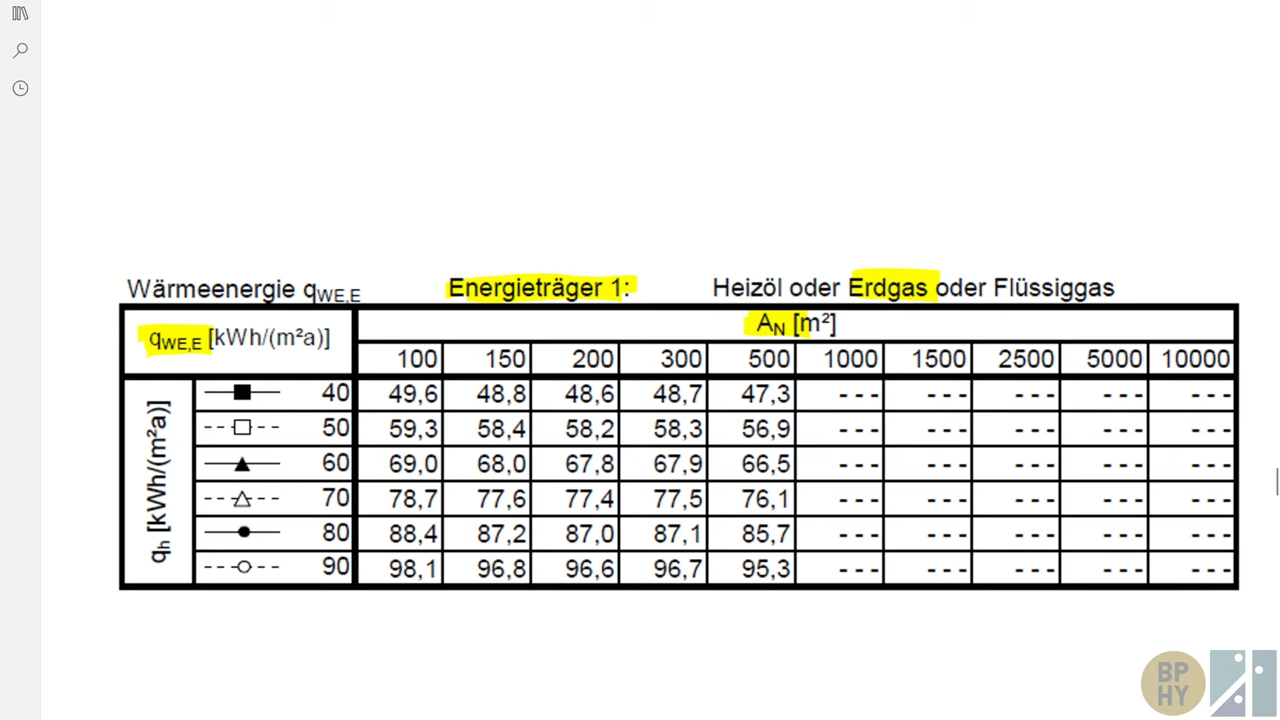 Wärmeenergie qWE,E Energieträger 1: Heizöl oder Erdgas oder Flüssiggas
qWE,E [kWh/(m²a)] AN [m²]
100 150 200 300 500 1000 1500 2500 5000 10000
qh [kWh/(m²a)]
40 49,6 48,8 48,6 48,7 47,3 - - - - - - - - - - - - - - -
50 59,3 58,4 58,2 58,3 56,9 - - - - - - - - - - - - - - -
60 69,0 68,0 67,8 67,9 66,5 - - - - - - - - - - - - - - -
70 78,7 77,6 77,4 77,5 76,1 - - - - - - - - - - - - - - -
80 88,4 87,2 87,0 87,1 85,7 - - - - - - - - - - - - - - -
90 98,1 96,8 96,6 96,7 95,3 - - - - - - - - - - - - - - -
BP
HY